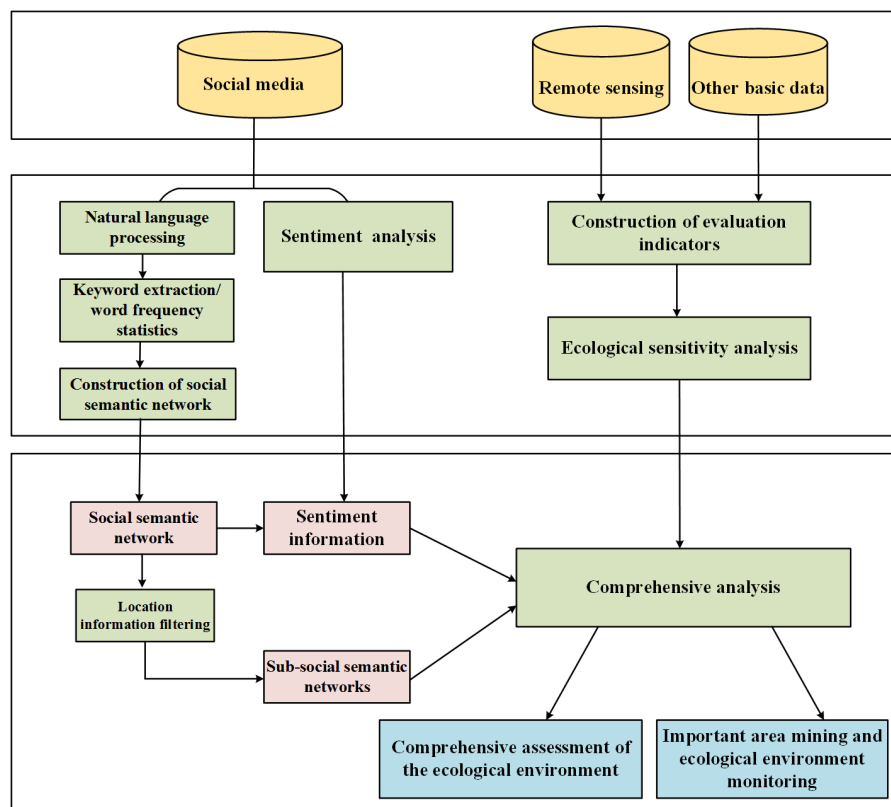 Social media
Remote sensing
Other basic data
Natural language
processing
Sentiment analysis
Construction of evaluation
indicators
Keyword extraction/
word frequency
statistics
Ecological sensitivity analysis
Construction of social
semantic network
Social semantic
network
Sentiment
information
Comprehensive analysis
Location
information filtering
Sub-social semantic
networks
Comprehensive assessment of
the ecological environment
Important area mining and
ecological environment
monitoring